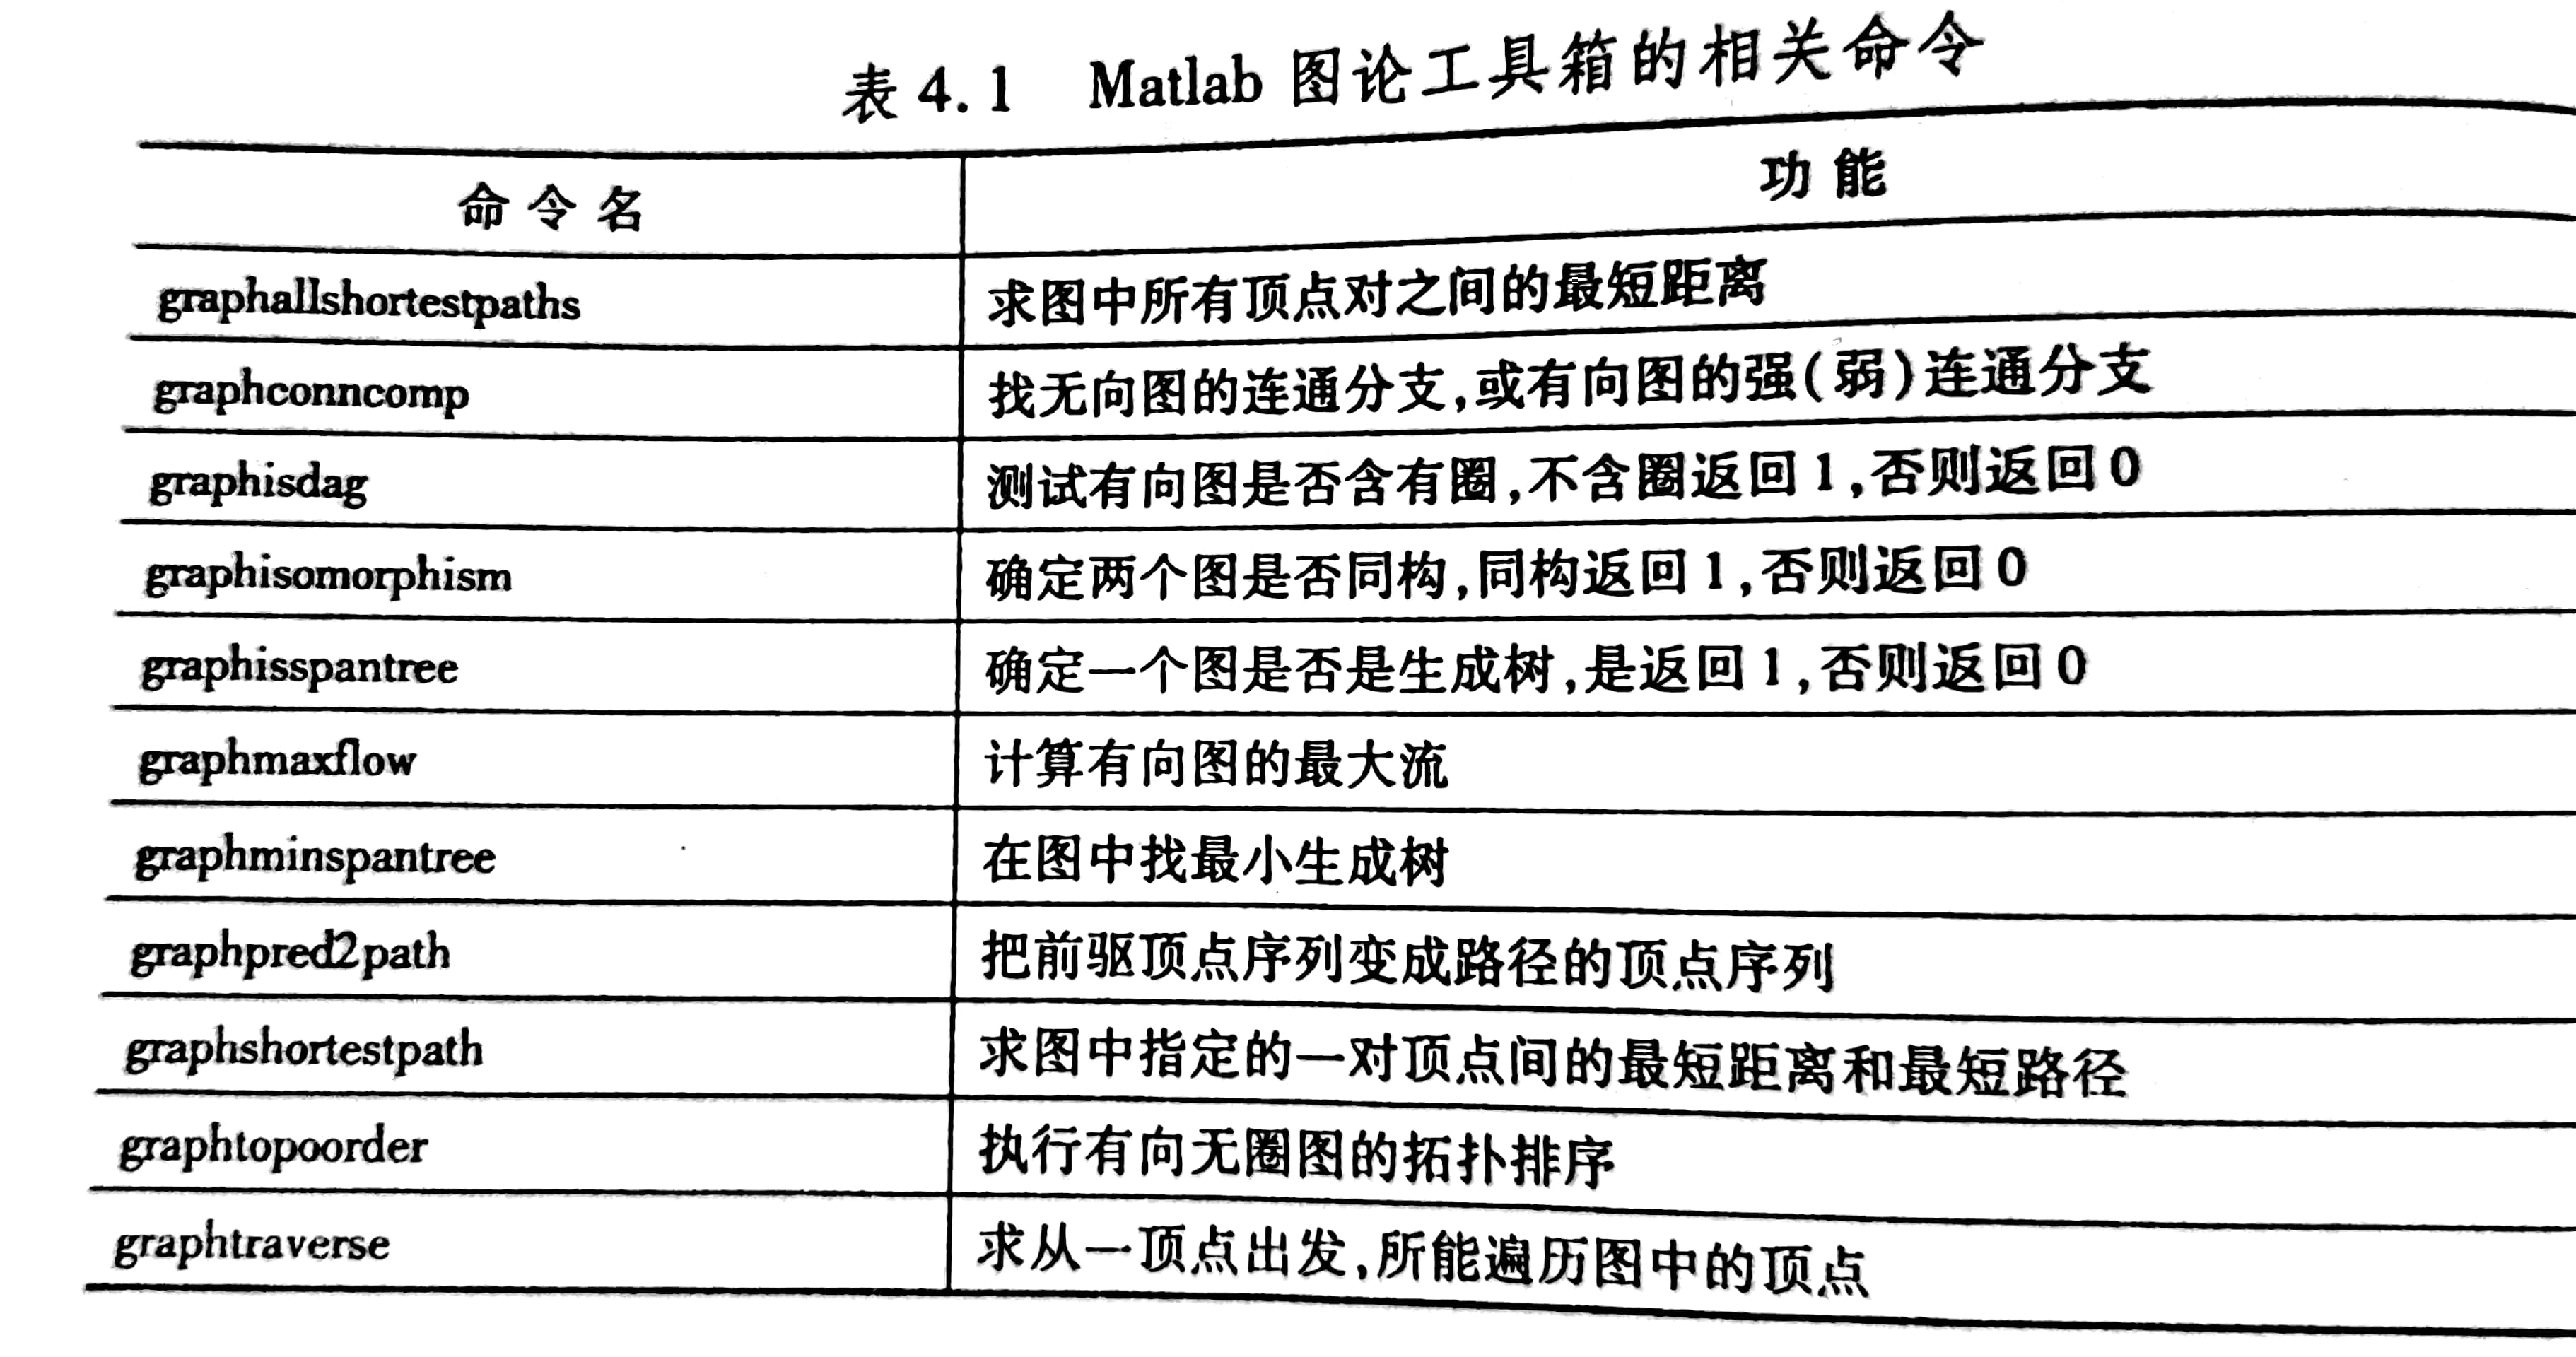 表 4.1 Matlab 图论工具箱的相关命令
命令名 功能
graphallshortestpaths 求图中所有顶点对之间的最短距离
graphconncomp 找无向图的连通分支,或有向图的强(弱)连通分支
graphisdag 测试有向图是否含有圈,不含圈返回1,否则返回0
graphisomorphism 确定两个图是否同构,同构返回1,否则返回0
graphisspantree 确定一个图是否是生成树,是返回1,否则返回0
graphmaxflow 计算有向图的最大流
graphminspantree 在图中找最小生成树
graphpred2path 把前驱顶点序列变成路径的顶点序列
graphshortestpath 求图中指定的一对顶点间的最短距离和最短路径
graphtopoorder 执行有向无圈图的拓扑排序
graphtraverse 求从一顶点出发,所能遍历图中的顶点